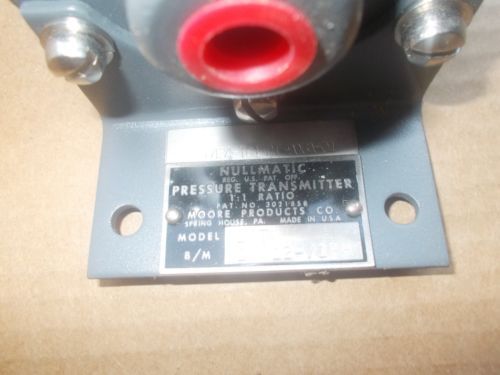 NULLMATIC
REG. U.S. PAT. OFF.
PRESSURE TRANSMITTER
1:1 RATIO
PAT. NO. 3021858
MOORE PRODUCTS CO.
SPRING HOUSE, PA. MADE IN U.S.A.
MODEL
B/M